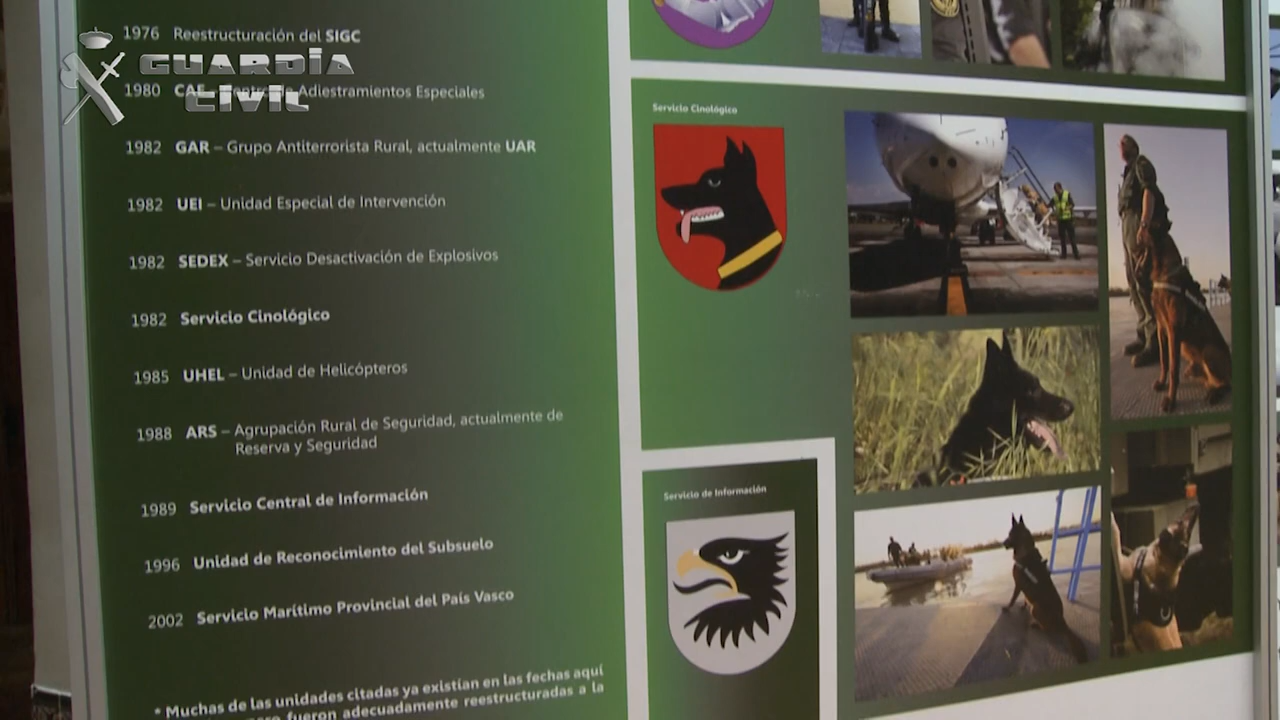 1976 Reestructuración del SIGC
GUARDIA
CIVIL
1980 CAE – Centro de Adiestramientos Especiales
1982 GAR – Grupo Antiterrorista Rural, actualmente UAR
1982 UEI – Unidad Especial de Intervención
1982 SEDEX – Servicio Desactivación de Explosivos
1982 Servicio Cinológico
1985 UHEL – Unidad de Helicópteros
1988 ARS – Agrupación Rural de Seguridad, actualmente de
Reserva y Seguridad
1989 Servicio Central de Información
1996 Unidad de Reconocimiento del Subsuelo
2002 Servicio Marítimo Provincial del País Vasco
* Muchas de las unidades citadas ya existían en las fechas aquí
fueron adecuadamente reestructuradas a la
Servicio Cinológico
Servicio de Información